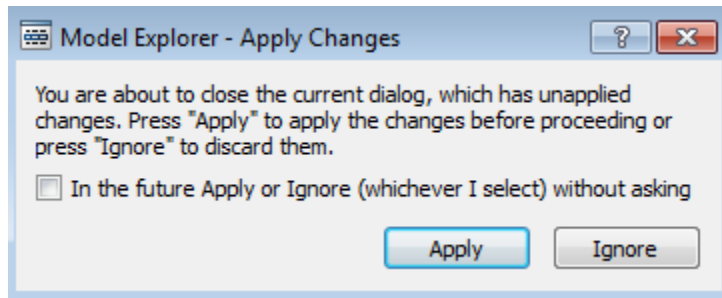 Model Explorer - Apply Changes
You are about to close the current dialog, which has unapplied
changes. Press "Apply" to apply the changes before proceeding or
press "Ignore" to discard them.
In the future Apply or Ignore (whichever I select) without asking
Apply
Ignore